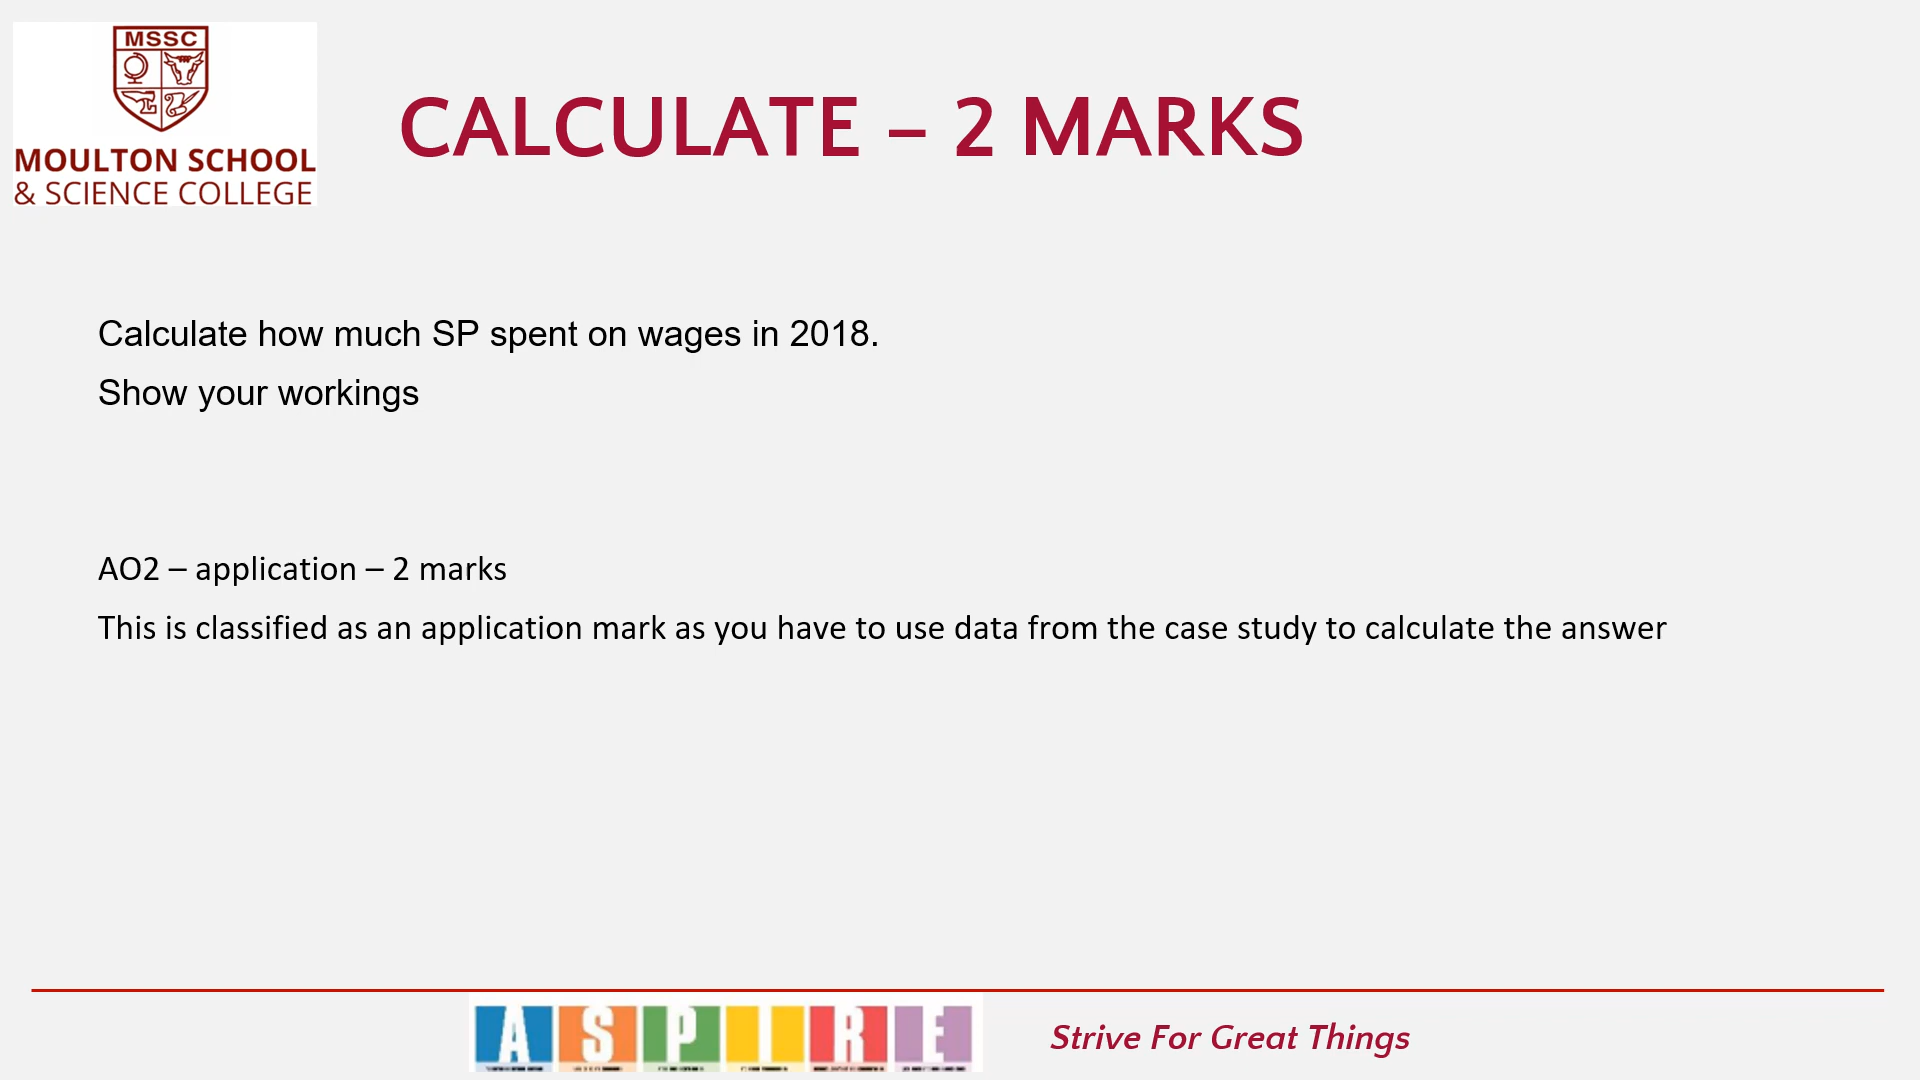 MSSC
MOULTON SCHOOL
& SCIENCE COLLEGE
CALCULATE – 2 MARKS
Calculate how much SP spent on wages in 2018.
Show your workings
AO2 – application – 2 marks
This is classified as an application mark as you have to use data from the case study to calculate the answer
ASPIRE
Strive For Great Things